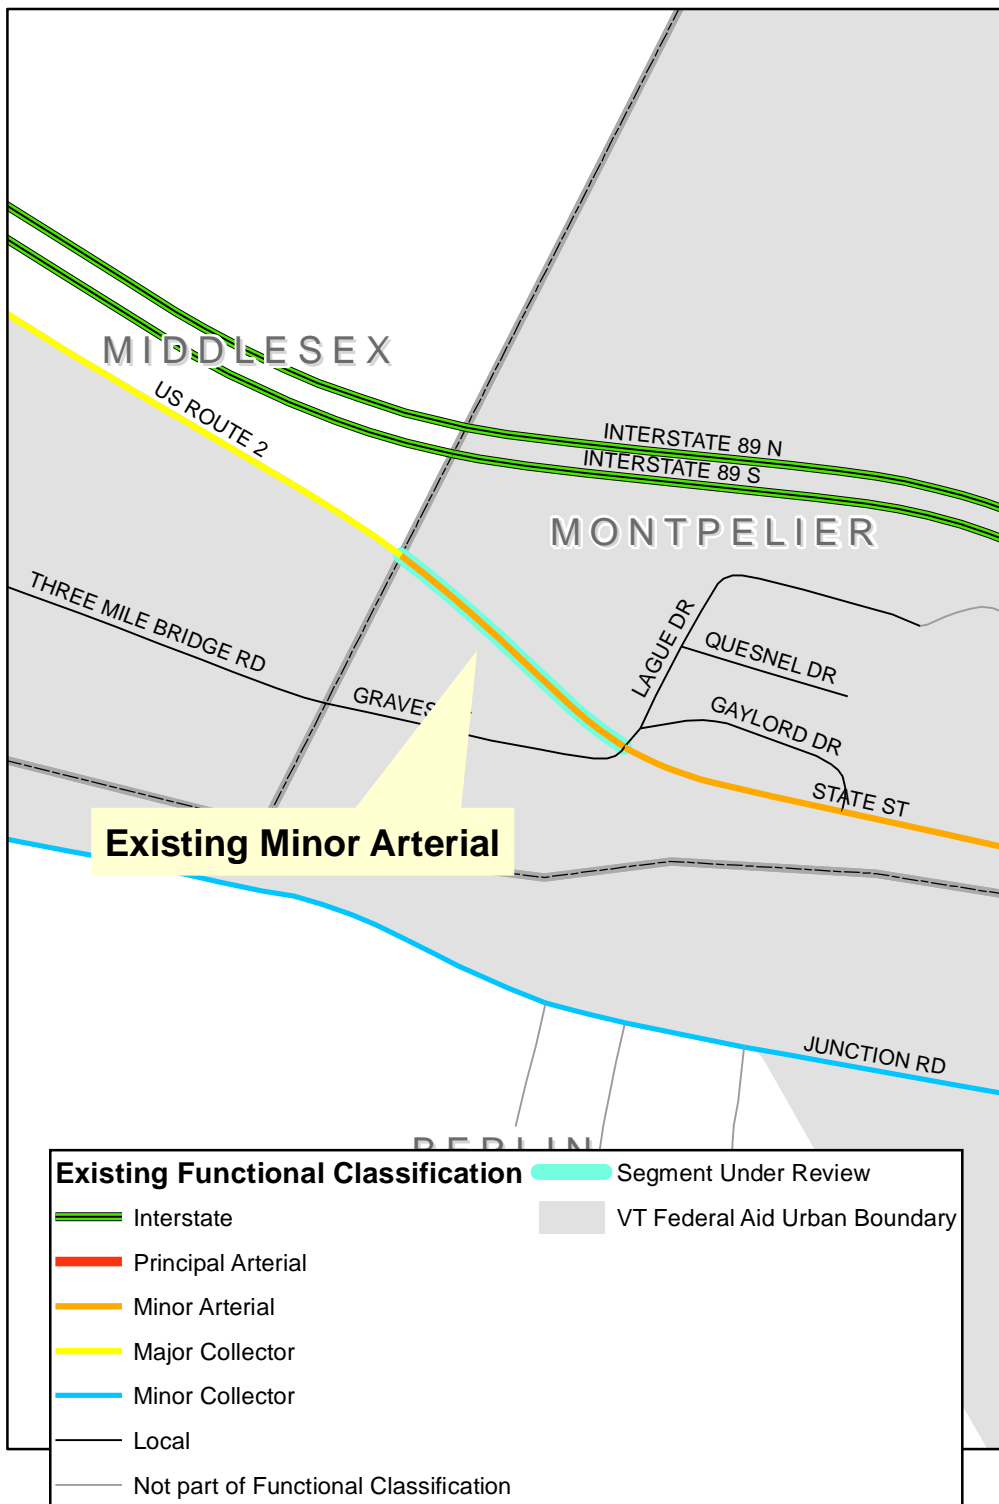 MIDDLESEX
US ROUTE 2
INTERSTATE 89 N
INTERSTATE 89 S
MONTPELIER
THREE MILE BRIDGE RD
LAGUE DR
QUESNEL DR
GRAVES
GAYLORD DR
STATE ST
Existing Minor Arterial
JUNCTION RD
BERLIN
Existing Functional Classification
Segment Under Review
Interstate
VT Federal Aid Urban Boundary
Principal Arterial
Minor Arterial
Major Collector
Minor Collector
Local
Not part of Functional Classification